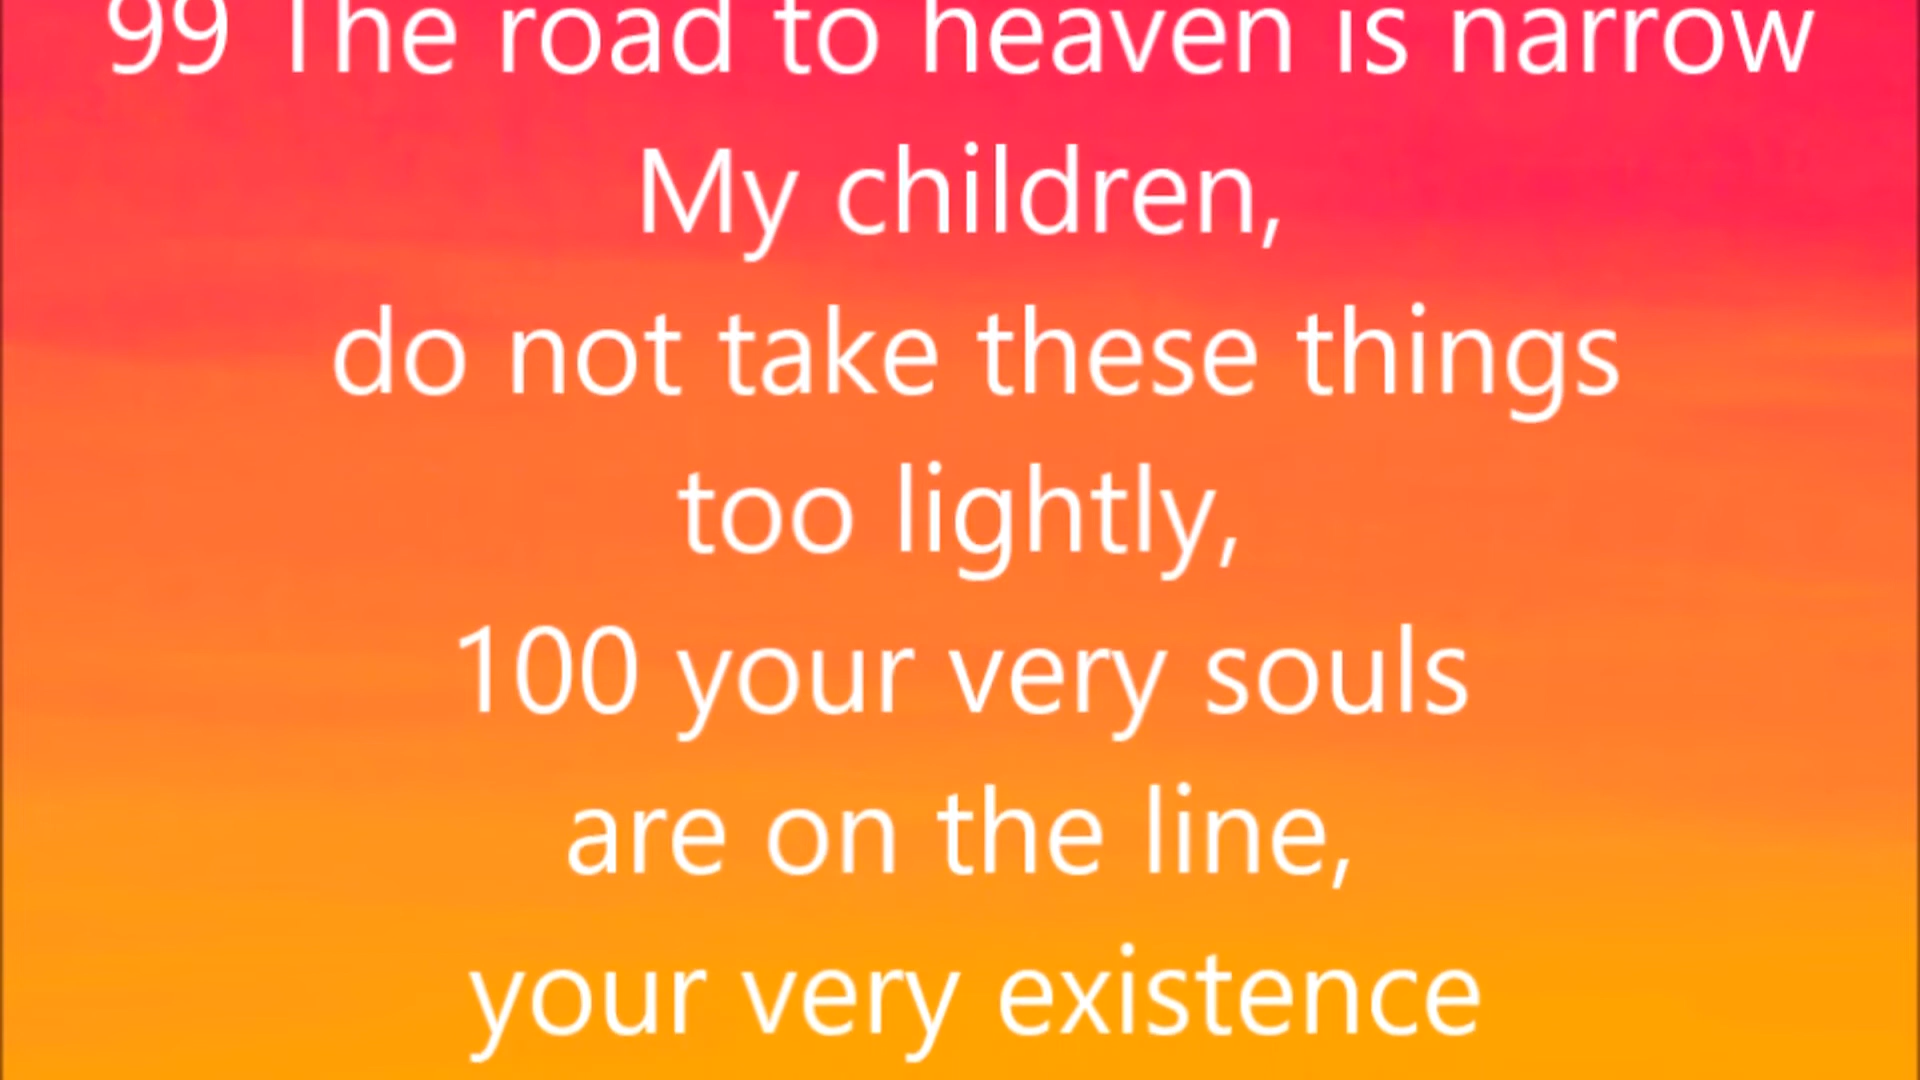 99 The road to heaven is narrow
My children,
do not take these things
too lightly,
100 your very souls
are on the line,
your very existence